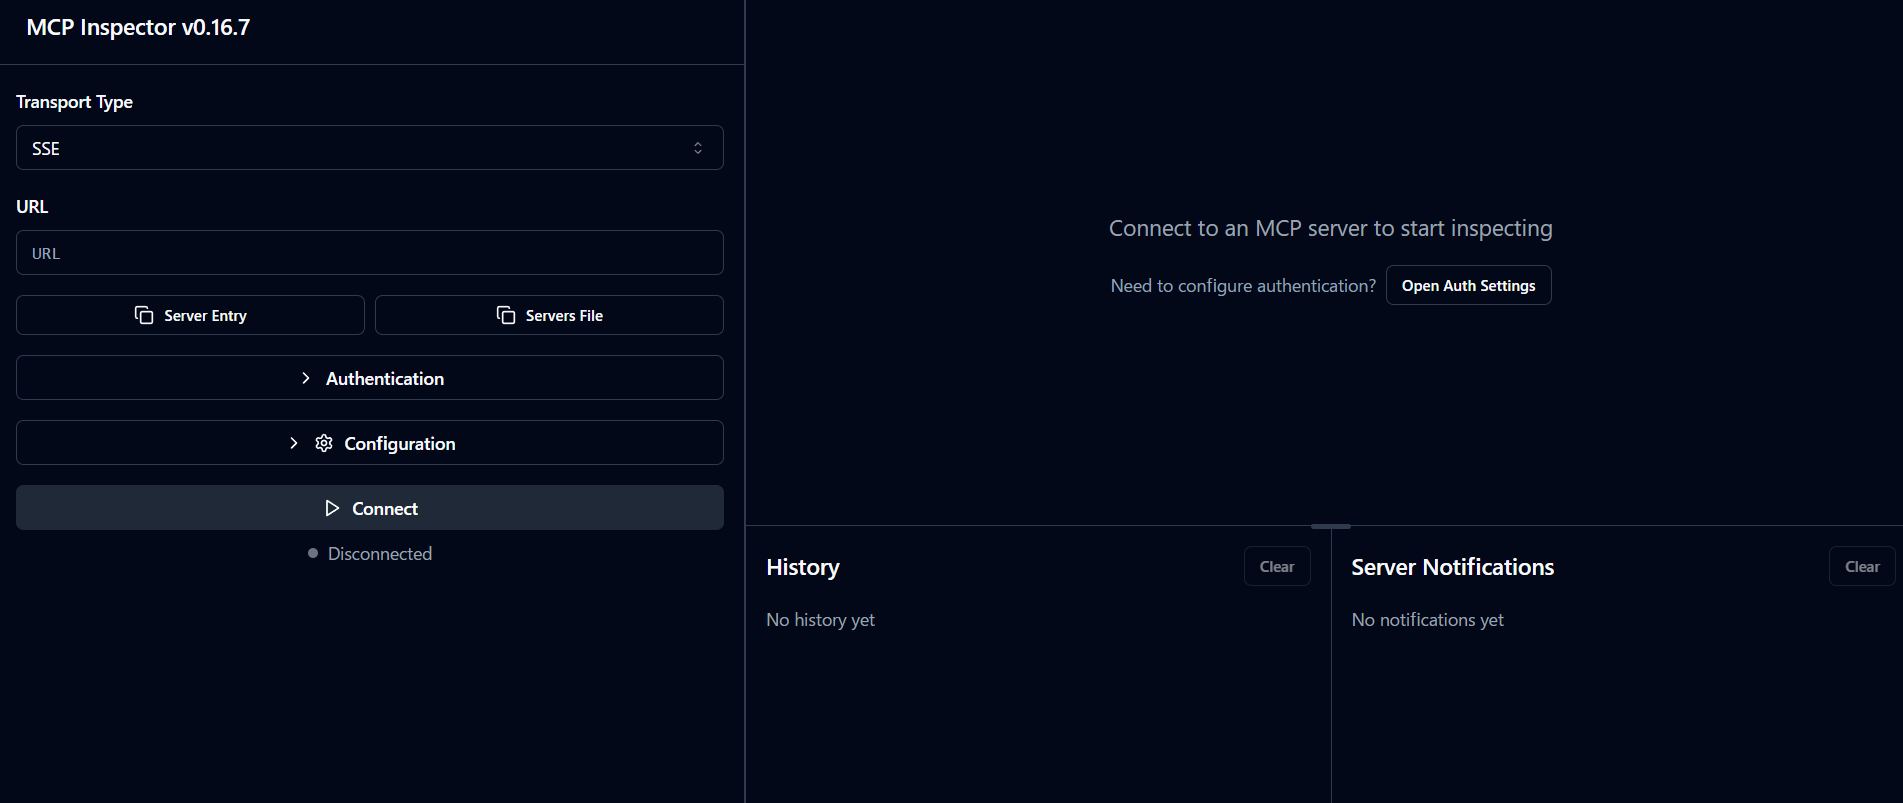 MCP Inspector v0.16.7
Transport Type
SSE
URL
URL
Server Entry
Servers File
Authentication
Configuration
Connect
Disconnected
Connect to an MCP server to start inspecting
Need to configure authentication?
Open Auth Settings
History
Clear
No history yet
Server Notifications
Clear
No notifications yet